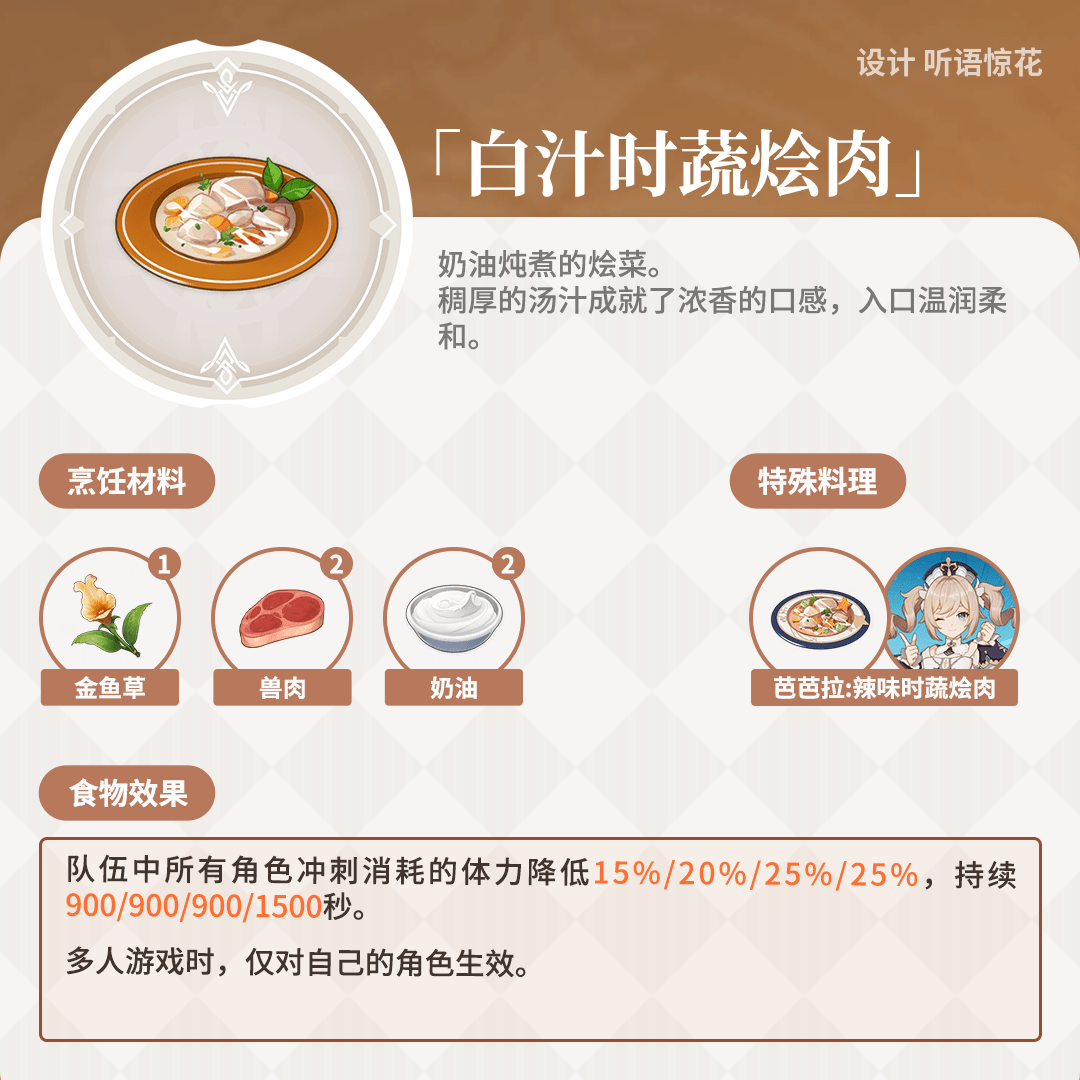 设计 听语惊花
「白汁时蔬烩肉」
奶油炖煮的烩菜。
稠厚的汤汁成就了浓香的口感，入口温润柔
和。
烹饪材料
特殊料理
1
2
2
金鱼草
兽肉
奶油
芭芭拉:辣味时蔬烩肉
食物效果
队伍中所有角色冲刺消耗的体力降低15%/20%/25%/25%，持续
900/900/900/1500秒。
多人游戏时，仅对自己的角色生效。